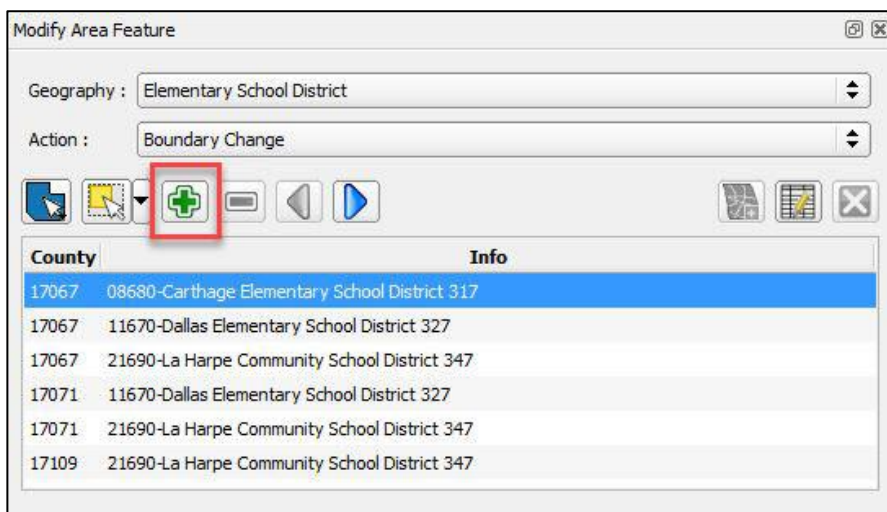 Modify Area Feature
Geography : Elementary School District
Action : Boundary Change
County Info
17067 08680-Carthage Elementary School District 317
17067 11670-Dallas Elementary School District 327
17067 21690-La Harpe Community School District 347
17071 11670-Dallas Elementary School District 327
17071 21690-La Harpe Community School District 347
17109 21690-La Harpe Community School District 347